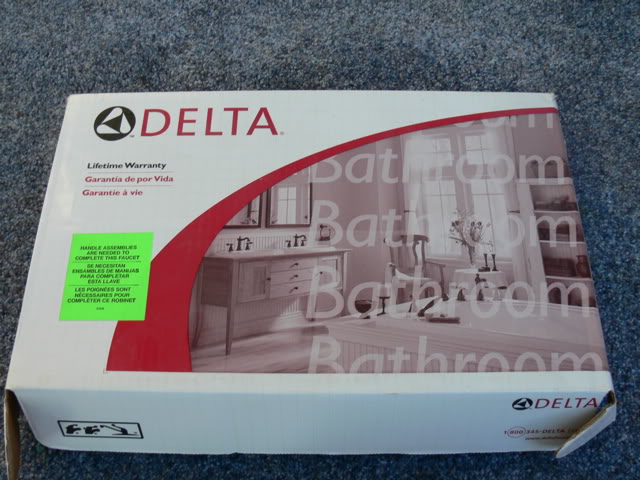 DELTA
Lifetime Warranty
Garantía de por Vida
Garantie à vie
HANDLE ASSEMBLIES
ARE NEEDED TO
COMPLETE THIS FAUCET
SE NECESITAN
ENSAMBLES DE MANIJAS
PARA COMPLETAR
ESTA LLAVE
LES POIGNÉES SONT
NÉCESSAIRES POUR
COMPLÉTER CE ROBINET
Bathroom
Bathroom
Bathroom
Bathroom
DELTA